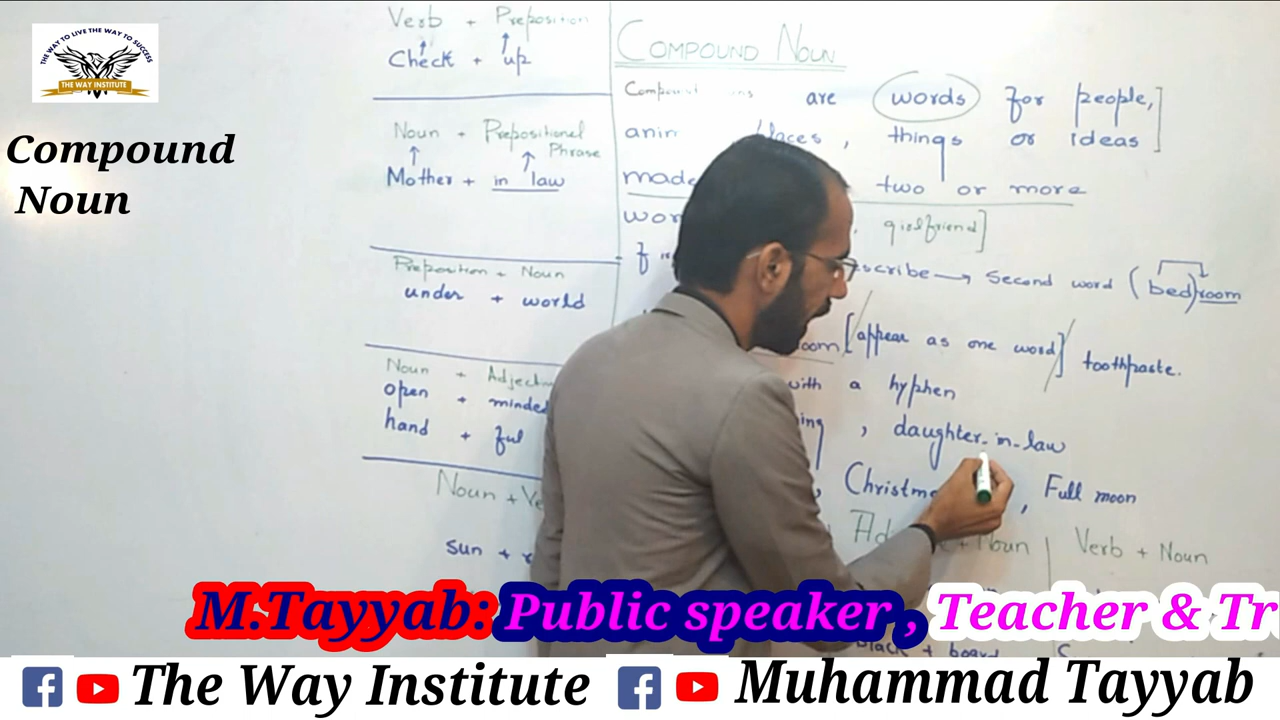 THE WAY TO LIVE THE WAY TO SUCCESS
THE WAY INSTITUTE
Compound
Noun
Verb + Preposition
Check + up
Noun + Prepositional
Phrase
Mother + in law
Preposition + Noun
under + world
Noun +
open + minded
hand + ful
Noun +
sun +
COMPOUND NOUN
are words for people,
places, things or ideas
made two or more
girlfriend]
second word (bed)room
[appear as one word] toothpaste.
with a hyphen
, daughter-in-law
, Full moon
+ Noun | Verb + Noun
black + board
M.Tayyab: Public speaker, Teacher & Tr
The Way Institute
Muhammad Tayyab